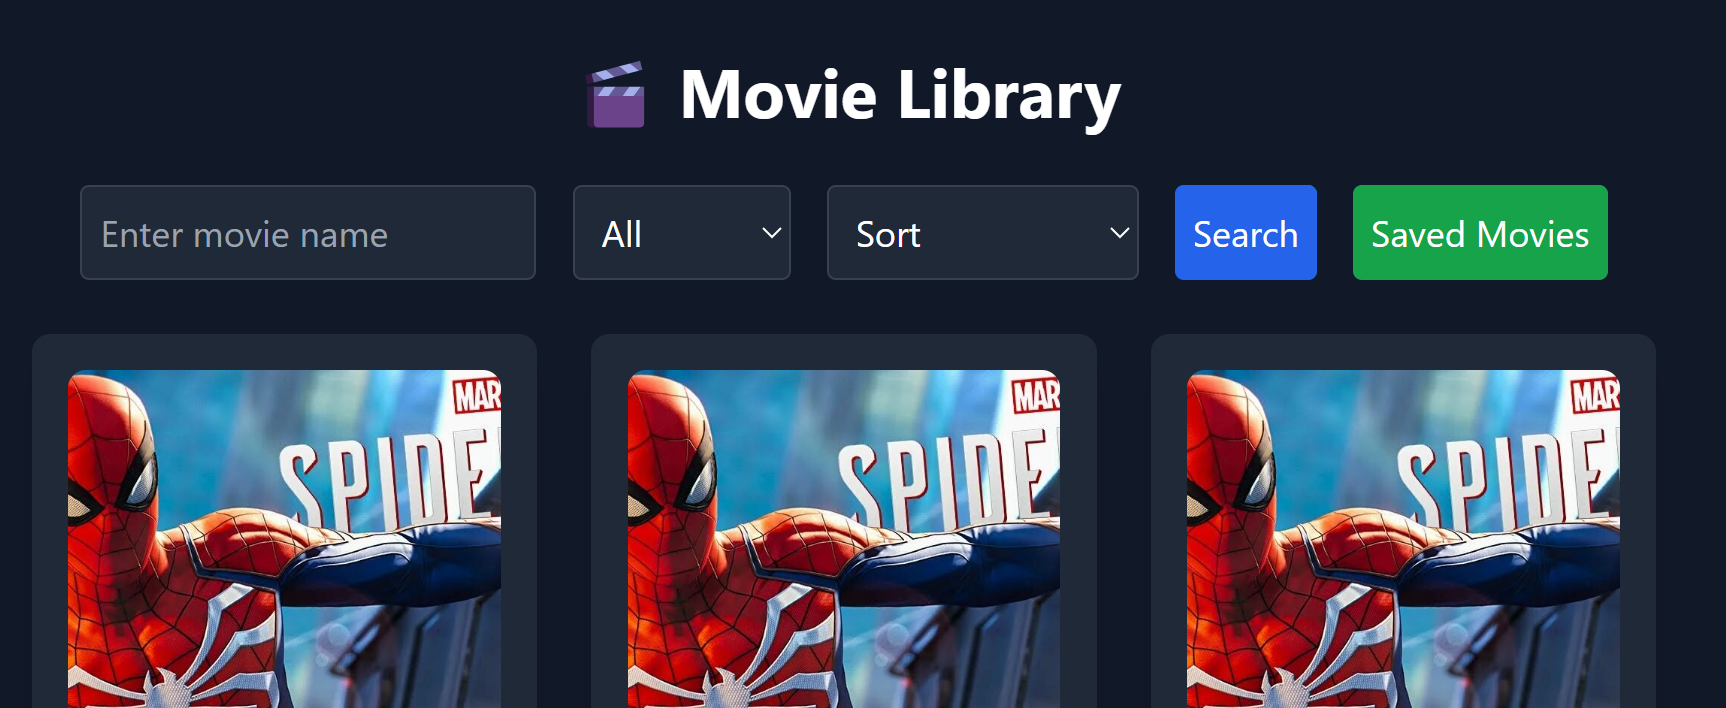 Movie Library
Enter movie name
All
Sort
Search
Saved Movies
MAR
SPIDE
MAR
SPIDE
MAR
SPIDE